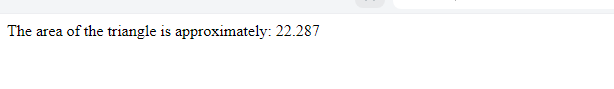 The area of the triangle is approximately: 22.287